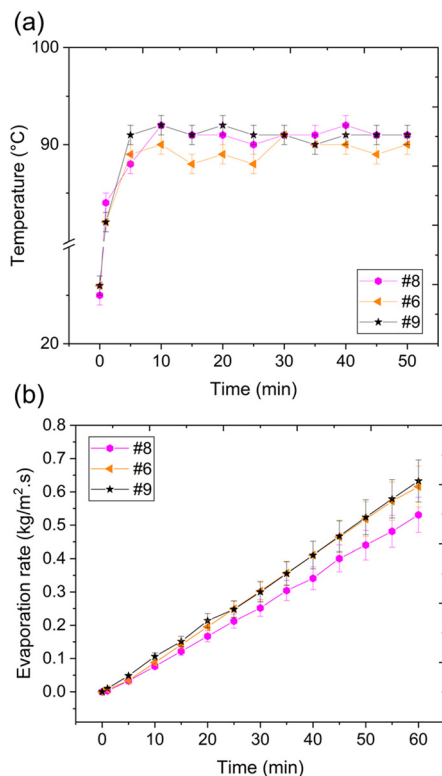 (a)
100
90
20
Temperature (°C)
#8
#6
#9
0 10 20 30 40 50
Time (min)
(b)
0.8
0.7
0.6
0.5
0.4
0.3
0.2
0.1
0.0
Evaporation rate (kg/m².s)
#8
#6
#9
0 10 20 30 40 50 60
Time (min)